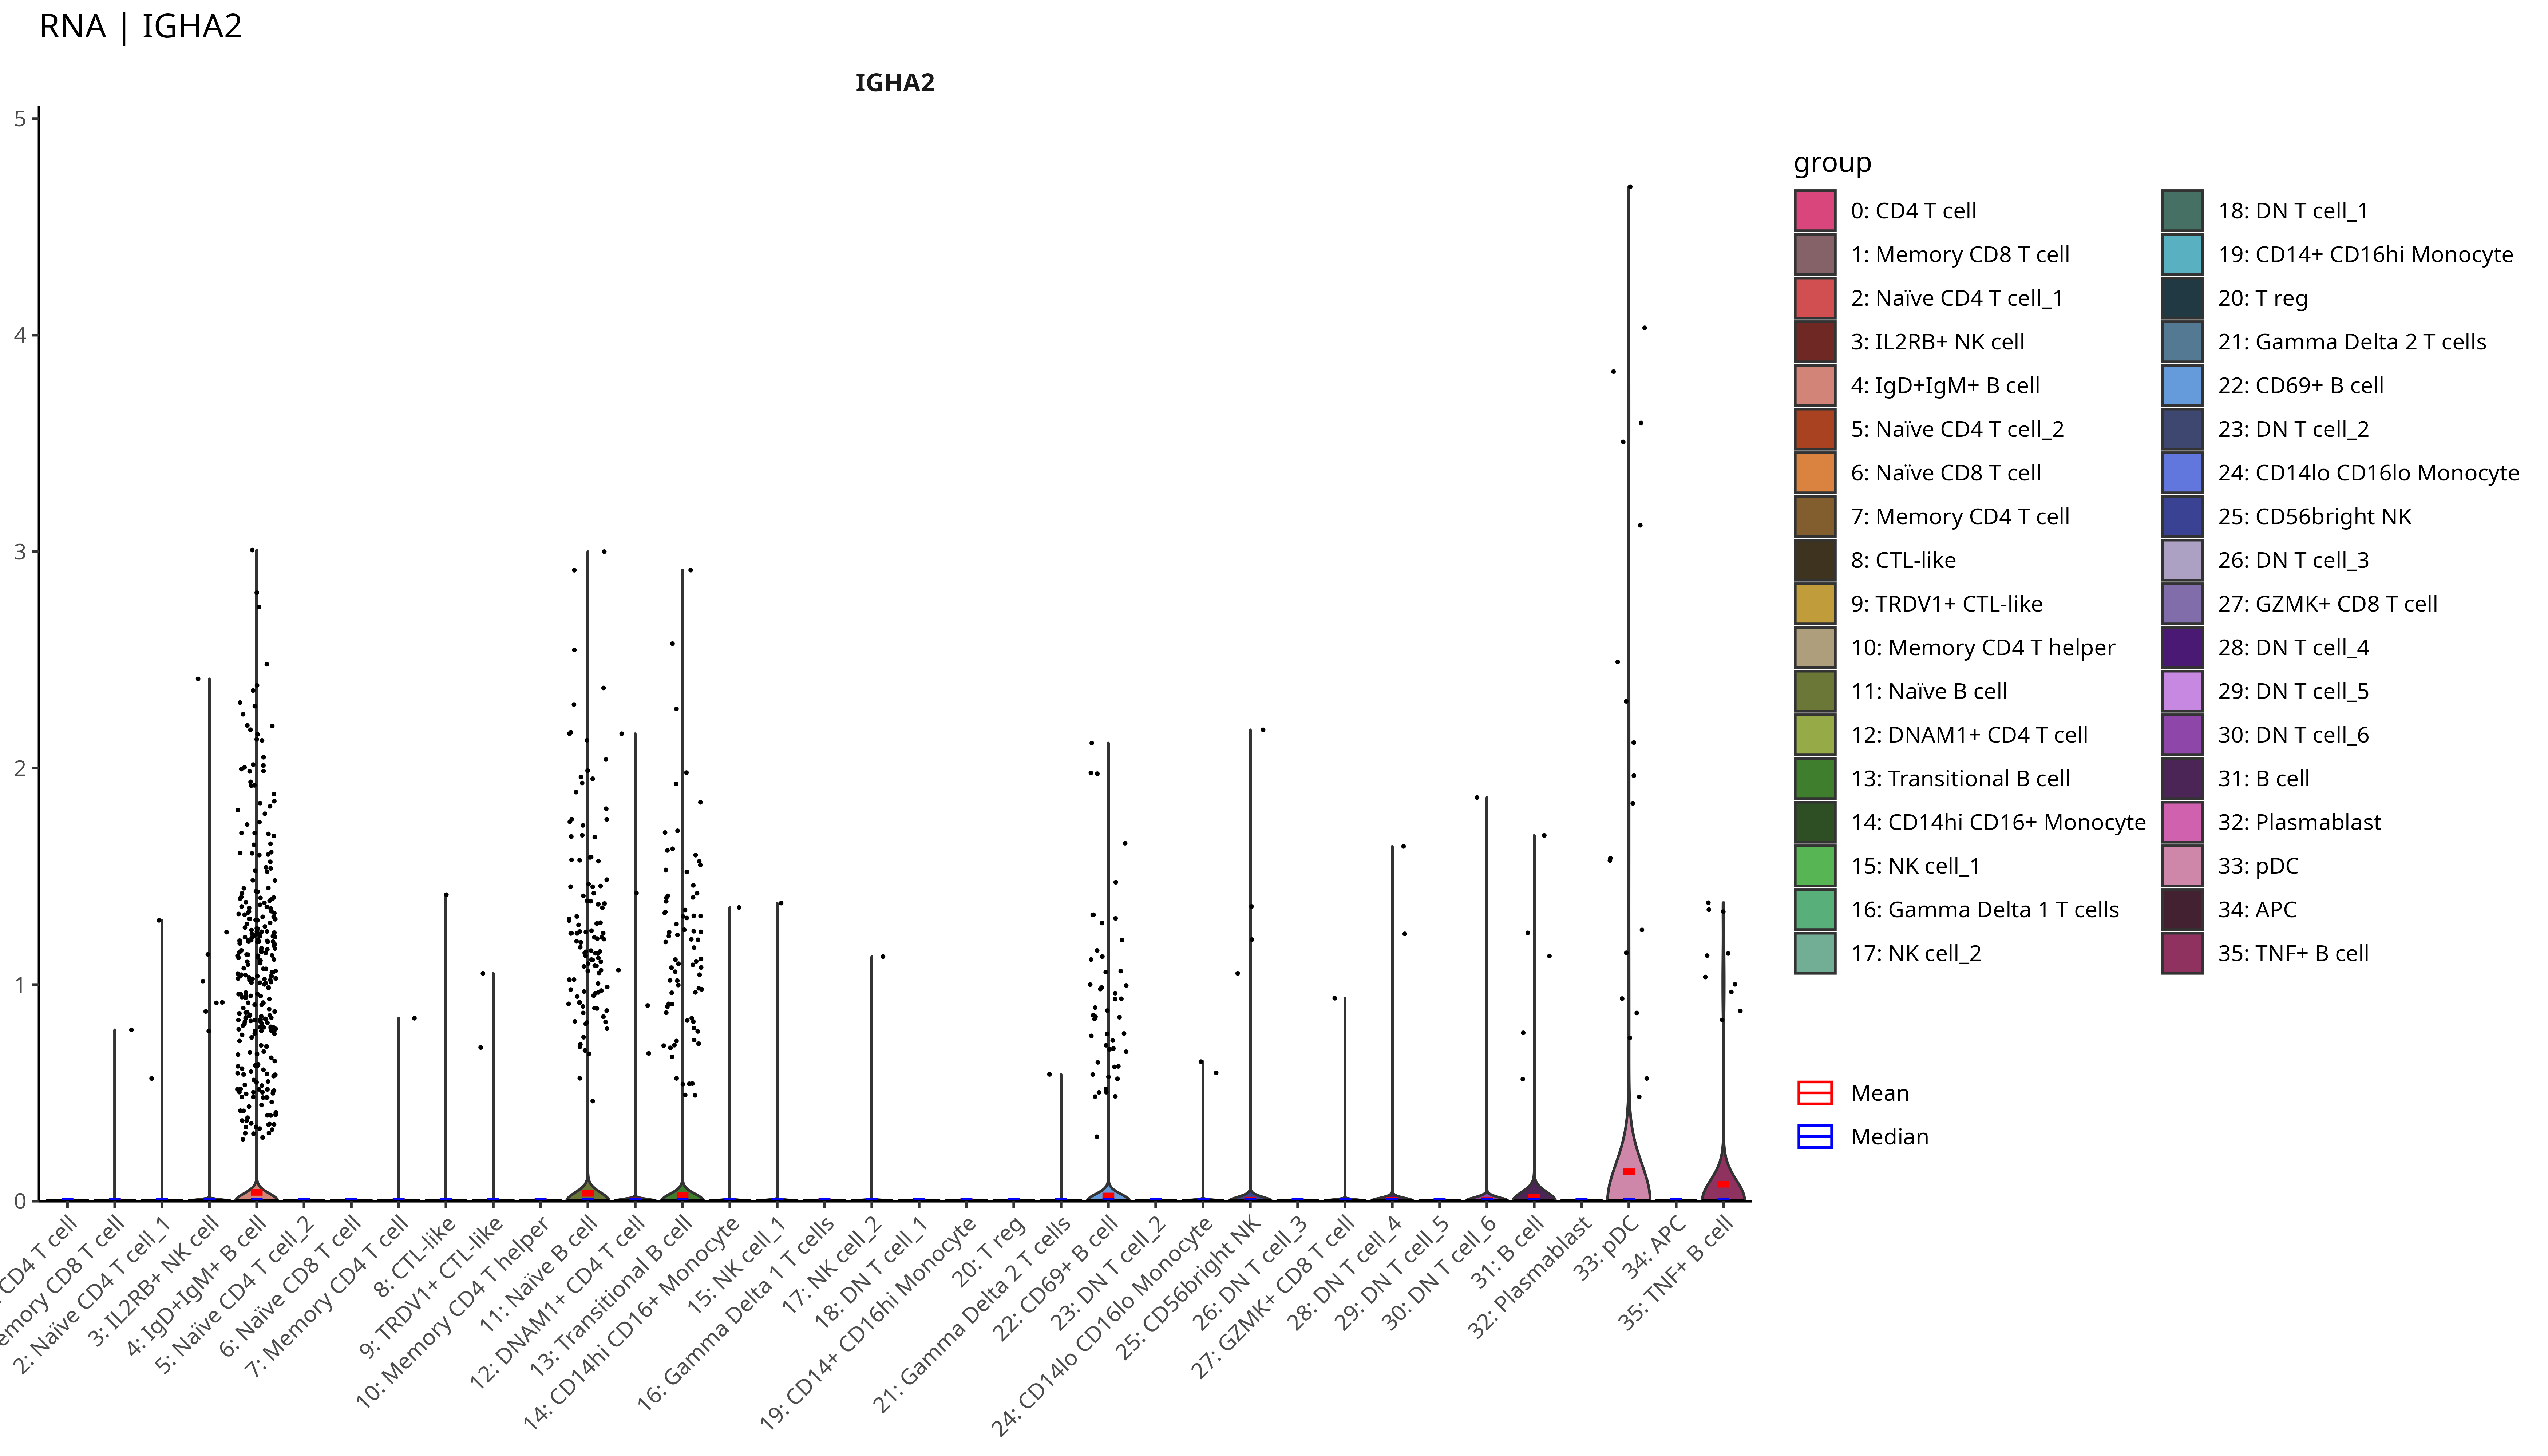 RNA | IGHA2
IGHA2
5
4
3
2
1
0
CD4 T cell
Memory CD8 T cell
2: Naïve CD4 T cell_1
3: IL2RB+ NK cell
4: IgD+IgM+ B cell
5: Naïve CD4 T cell_2
6: Naïve CD8 T cell
7: Memory CD4 T cell
8: CTL-like
9: TRDV1+ CTL-like
10: Memory CD4 T helper
11: Naïve B cell
12: DNAM1+ CD4 T cell
13: Transitional B cell
14: CD14hi CD16+ Monocyte
15: NK cell_1
16: Gamma Delta 1 T cells
17: NK cell_2
18: DN T cell_1
19: CD14+ CD16hi Monocyte
20: T reg
21: Gamma Delta 2 T cells
22: CD69+ B cell
23: DN T cell_2
24: CD14lo CD16lo Monocyte
25: CD56bright NK
26: DN T cell_3
27: GZMK+ CD8 T cell
28: DN T cell_4
29: DN T cell_5
30: DN T cell_6
31: B cell
32: Plasmablast
33: pDC
34: APC
35: TNF+ B cell
group
0: CD4 T cell
1: Memory CD8 T cell
2: Naïve CD4 T cell_1
3: IL2RB+ NK cell
4: IgD+IgM+ B cell
5: Naïve CD4 T cell_2
6: Naïve CD8 T cell
7: Memory CD4 T cell
8: CTL-like
9: TRDV1+ CTL-like
10: Memory CD4 T helper
11: Naïve B cell
12: DNAM1+ CD4 T cell
13: Transitional B cell
14: CD14hi CD16+ Monocyte
15: NK cell_1
16: Gamma Delta 1 T cells
17: NK cell_2
18: DN T cell_1
19: CD14+ CD16hi Monocyte
20: T reg
21: Gamma Delta 2 T cells
22: CD69+ B cell
23: DN T cell_2
24: CD14lo CD16lo Monocyte
25: CD56bright NK
26: DN T cell_3
27: GZMK+ CD8 T cell
28: DN T cell_4
29: DN T cell_5
30: DN T cell_6
31: B cell
32: Plasmablast
33: pDC
34: APC
35: TNF+ B cell
Mean
Median